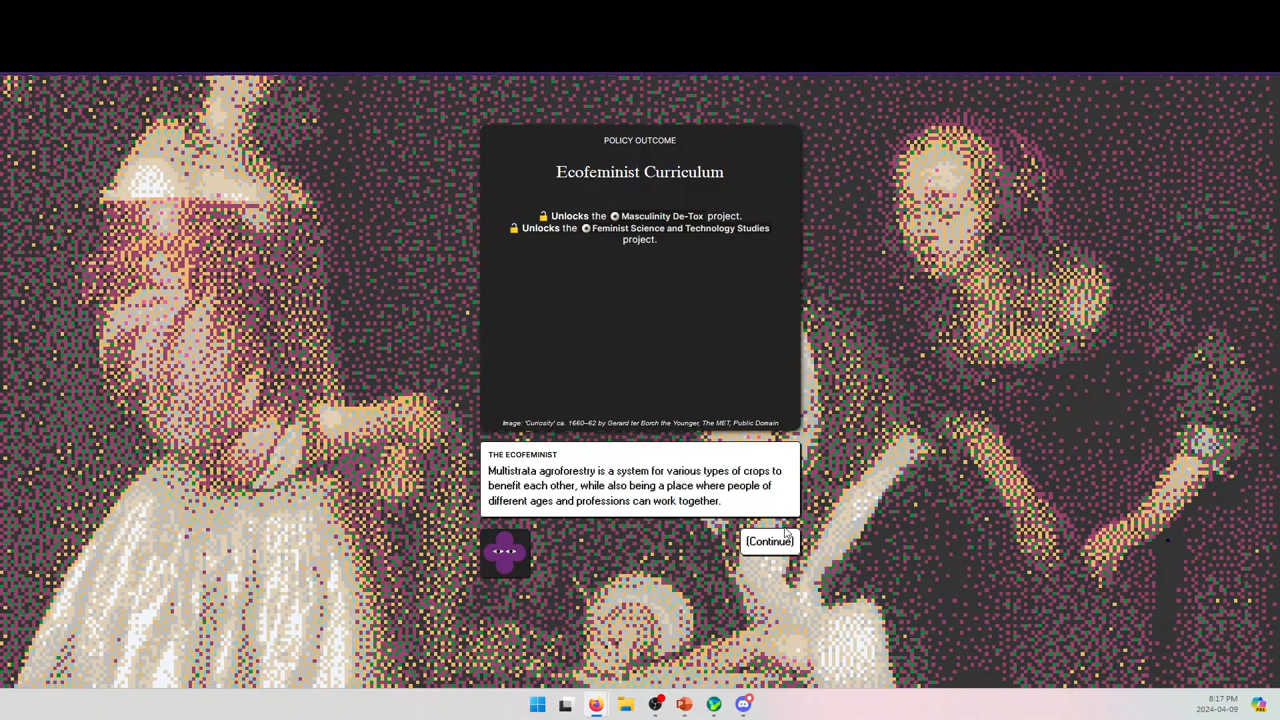 POLICY OUTCOME
Ecofeminist Curriculum
Unlocks the Masculinity De-Tox project.
Unlocks the Feminist Science and Technology Studies
project.
Image: 'Curiosity' ca. 1660–62 by Gerard ter Borch the Younger, The MET, Public Domain
THE ECOFEMINIST
Multistrata agroforestry is a system for various types of crops to
benefit each other, while also being a place where people of
different ages and professions can work together.
(Continue)
8:17 PM
2024-04-09